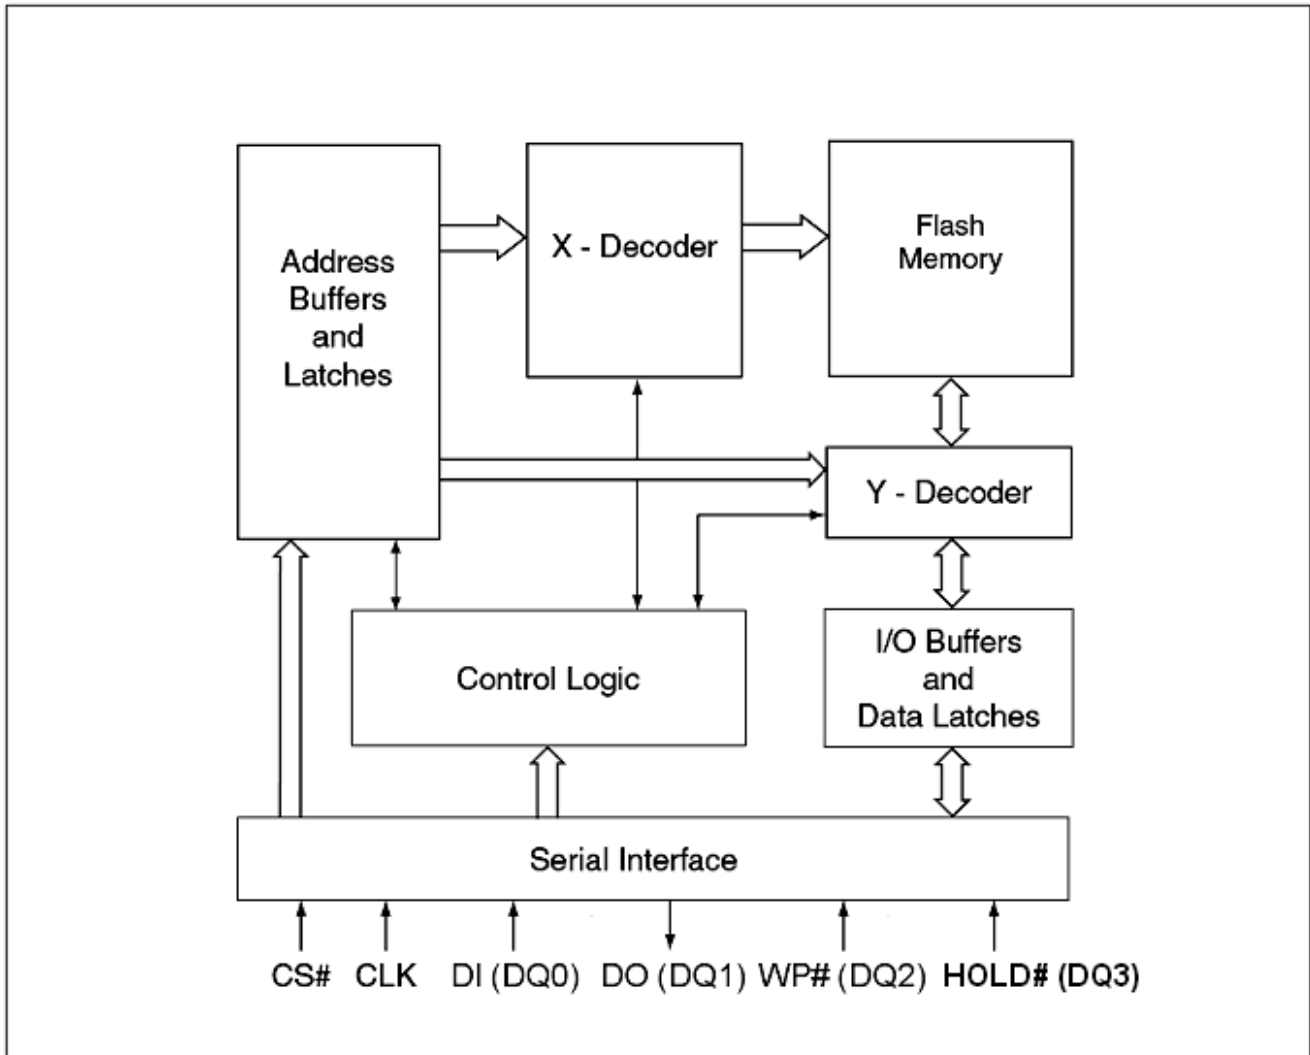 Address
Buffers
and
Latches
X - Decoder
Flash
Memory
Y - Decoder
Control Logic
I/O Buffers
and
Data Latches
Serial Interface
CS# CLK DI (DQ0) DO (DQ1) WP# (DQ2) HOLD# (DQ3)